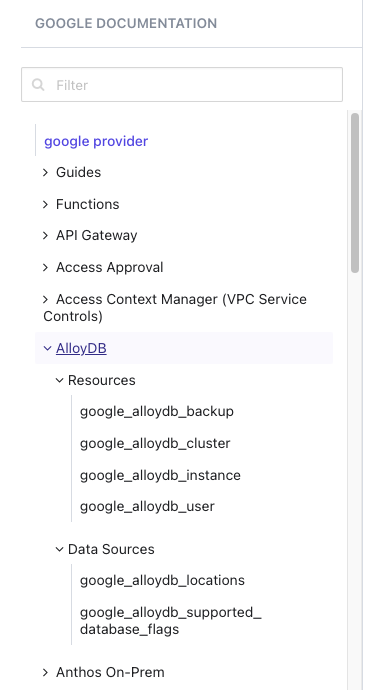 GOOGLE DOCUMENTATION
Filter
google provider
Guides
Functions
API Gateway
Access Approval
Access Context Manager (VPC Service
Controls)
AlloyDB
Resources
google_alloydb_backup
google_alloydb_cluster
google_alloydb_instance
google_alloydb_user
Data Sources
google_alloydb_locations
google_alloydb_supported_
database_flags
Anthos On-Prem